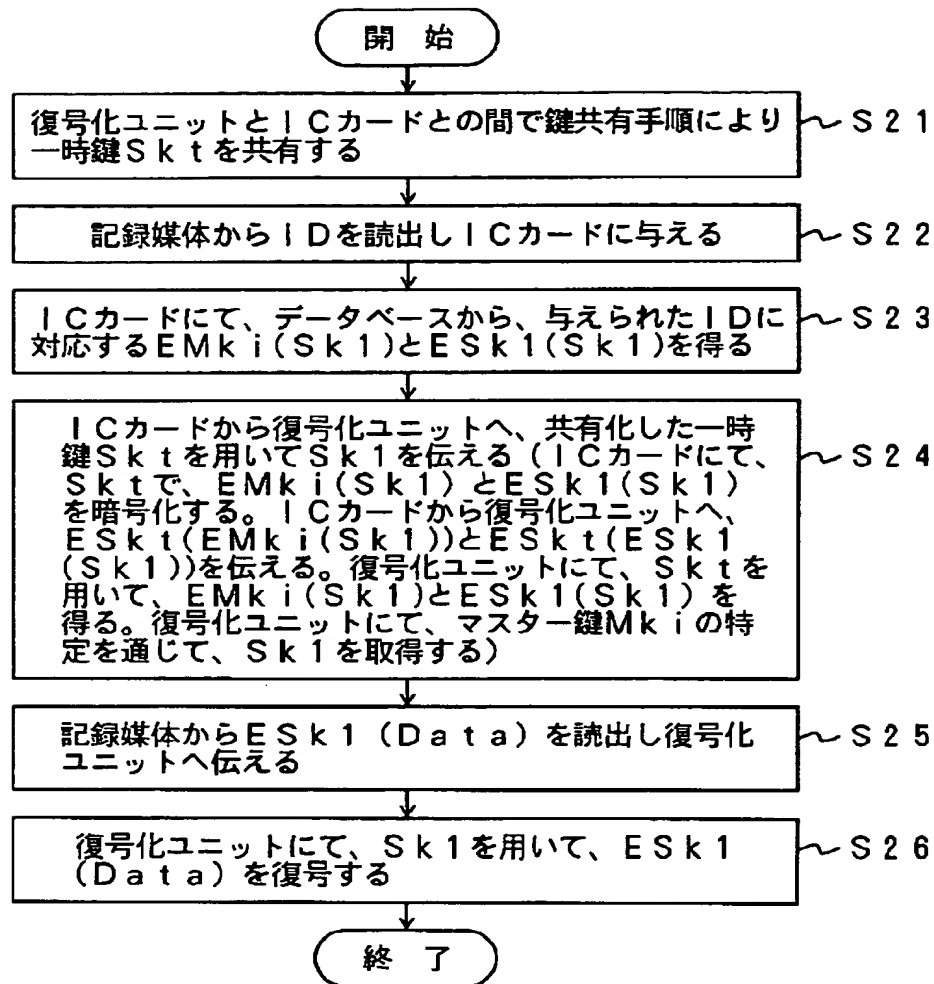 開 始
復号化ユニットとICカードとの間で鍵共有手順により 〜S21
一時鍵Sktを共有する
記録媒体からIDを読出しICカードに与える 〜S22
ICカードにて、データベースから、与えられたIDに 〜S23
対応するEMki(Sk1)とESk1(Sk1)を得る
ICカードから復号化ユニットへ、共有化した一時
鍵Sktを用いてSk1を伝える(ICカードにて、 〜S24
Sktで、EMki(Sk1)とESk1(Sk1)
を暗号化する。ICカードから復号化ユニットへ、
ESkt(EMki(Sk1))とESkt(ESk1
(Sk1))を伝える。復号化ユニットにて、Sktを
用いて、EMki(Sk1)とESk1(Sk1)を
得る。復号化ユニットにて、マスター鍵Mkiの特
定を通じて、Sk1を取得する)
記録媒体からESk1(Data)を読出し復号化 〜S25
ユニットへ伝える
復号化ユニットにて、Sk1を用いて、ESk1 〜S26
(Data)を復号する
終 了